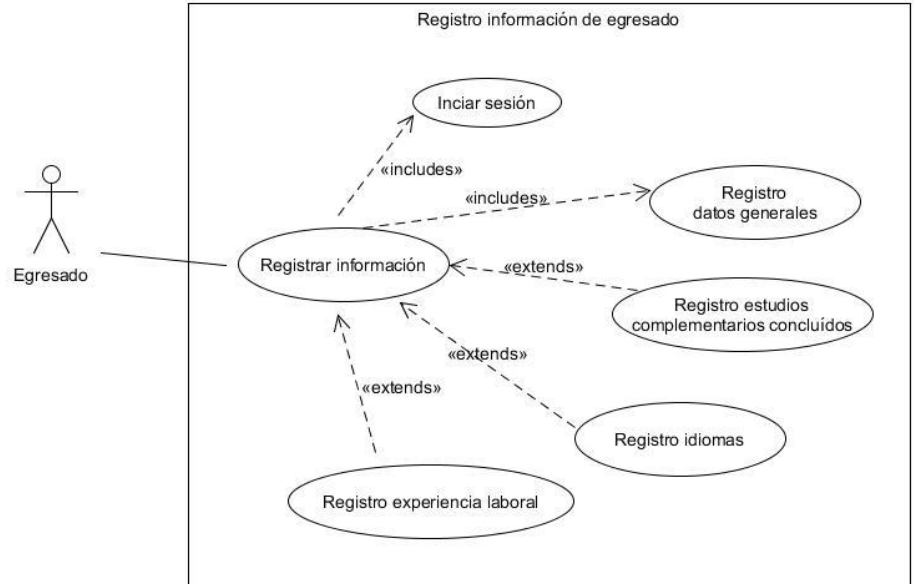 Registro información de egresado
Inciar sesión
«includes»
«includes»
Registro
datos generales
Egresado
Registrar información
«extends»
Registro estudios
complementarios concluídos
«extends»
«extends»
Registro idiomas
Registro experiencia laboral